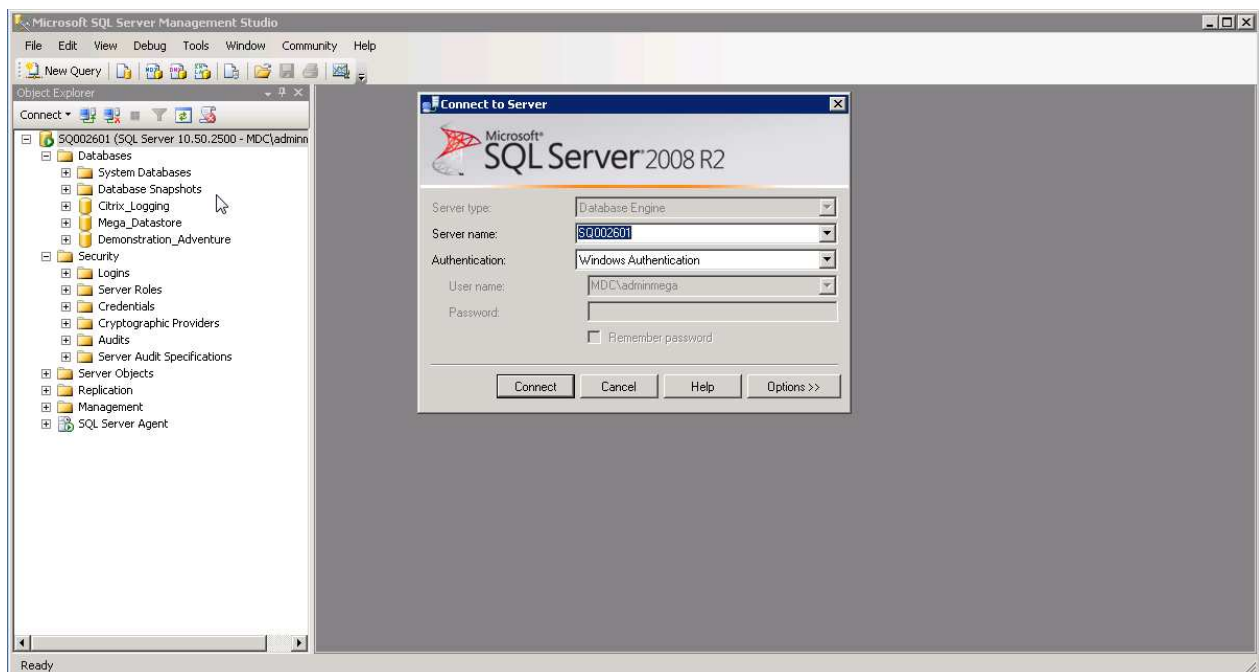 Microsoft SQL Server Management Studio
File Edit View Debug Tools Window Community Help
New Query
Object Explorer
Connect
SQ002601 (SQL Server 10.50.2500 - MDC\adminn
Databases
System Databases
Database Snapshots
Citrix_Logging
Mega_Datastore
Demonstration_Adventure
Security
Logins
Server Roles
Credentials
Cryptographic Providers
Audits
Server Audit Specifications
Server Objects
Replication
Management
SQL Server Agent
Connect to Server
Microsoft®
SQL Server® 2008 R2
Server type: Database Engine
Server name: SQ002601
Authentication: Windows Authentication
User name: MDC\adminmega
Password:
Remember password
Connect Cancel Help Options >>
Ready